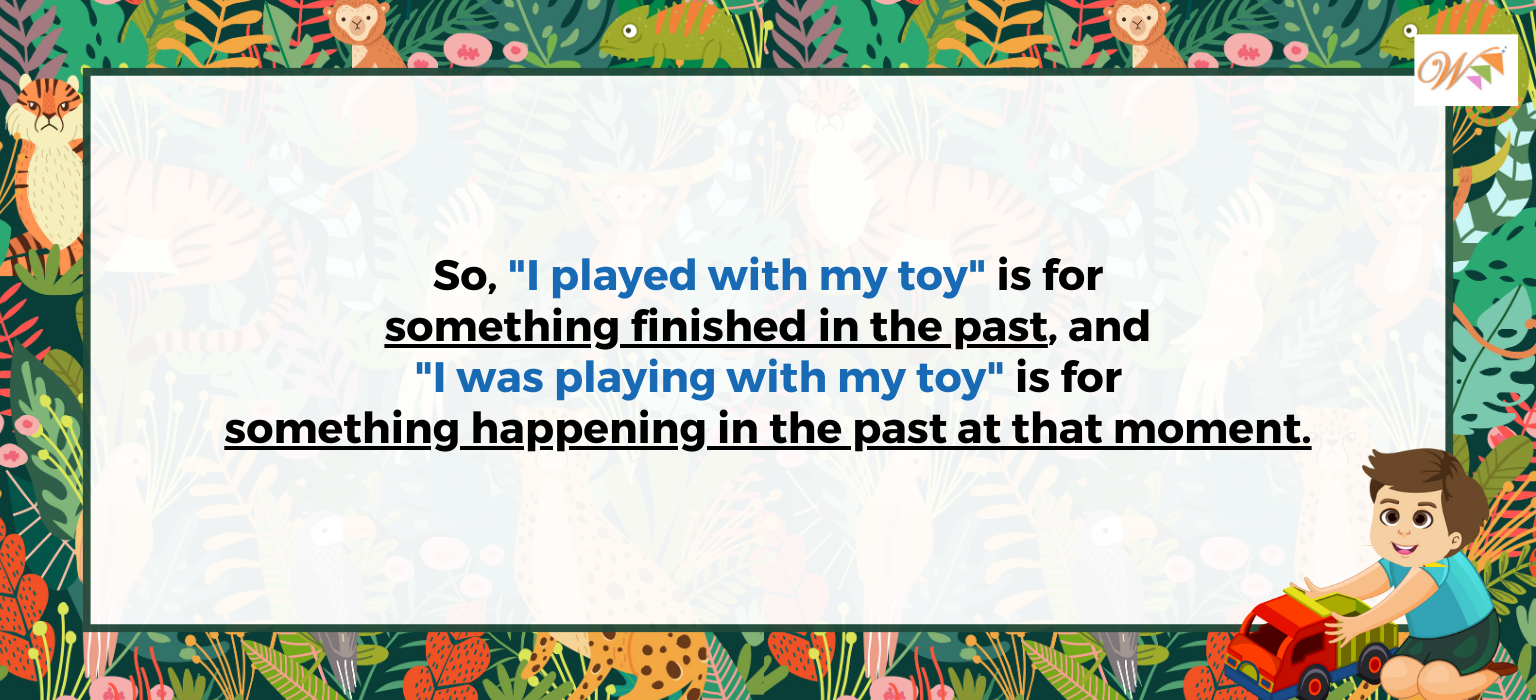 So, "I played with my toy" is for
something finished in the past, and
"I was playing with my toy" is for
something happening in the past at that moment.
W